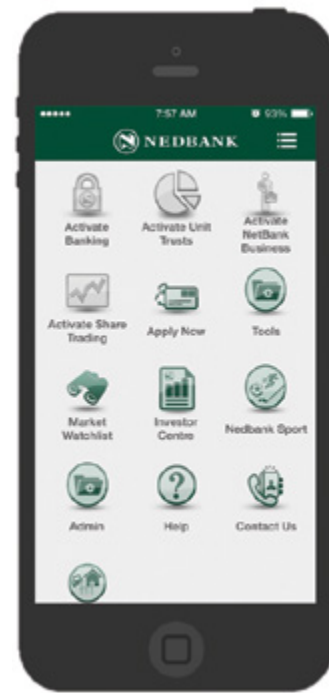 7:57 AM
93%
NEDBANK
Activate
Banking
Activate Unit
Trusts
Activate
NetBank
Business
Activate Share
Trading
Apply Now
Tools
Market
Watchlist
Investor
Centre
Nedbank Sport
Admin
Help
Contact Us